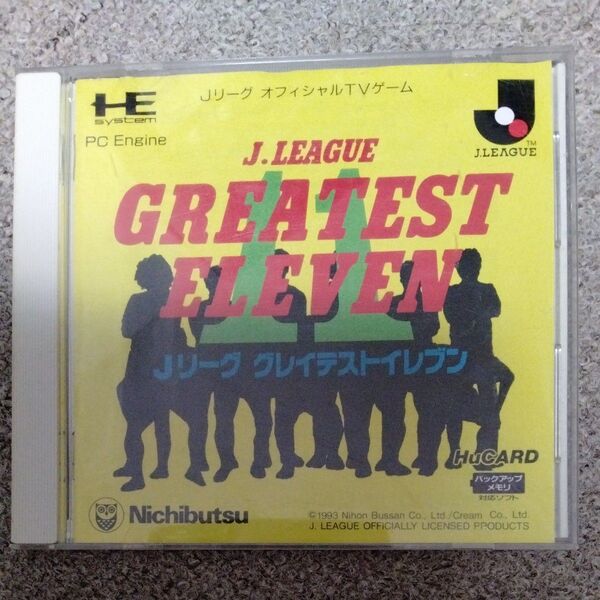 HE
system
PC Engine
Jリーグ オフィシャルTVゲーム
TM
J.LEAGUE
J. LEAGUE
GREATEST
11
ELEVEN
Jリーグ グレイテストイレブン
HuCARD
バックアップ
メモリ
対応ソフト
Nichibutsu
©1993 Nihon Bussan Co., Ltd./Cream Co., Ltd.
J. LEAGUE OFFICIALLY LICENSED PRODUCTS